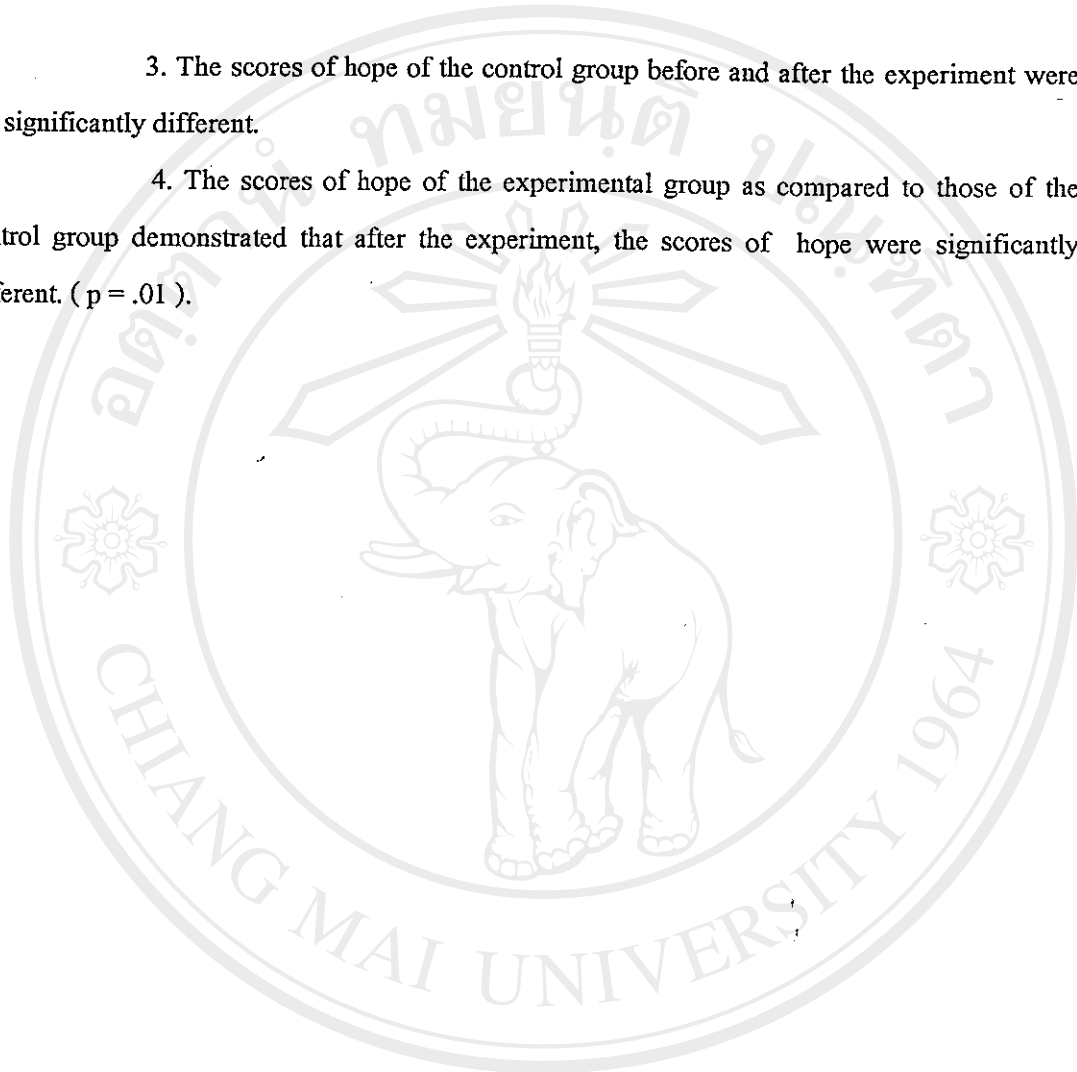 3. The scores of hope of the control group before and after the experiment were
significantly different.
4. The scores of hope of the experimental group as compared to those of the
trol group demonstrated that after the experiment, the scores of hope were significantly
ferent. ( p = .01 ).
CHIANG MAI UNIVERSITY 1964